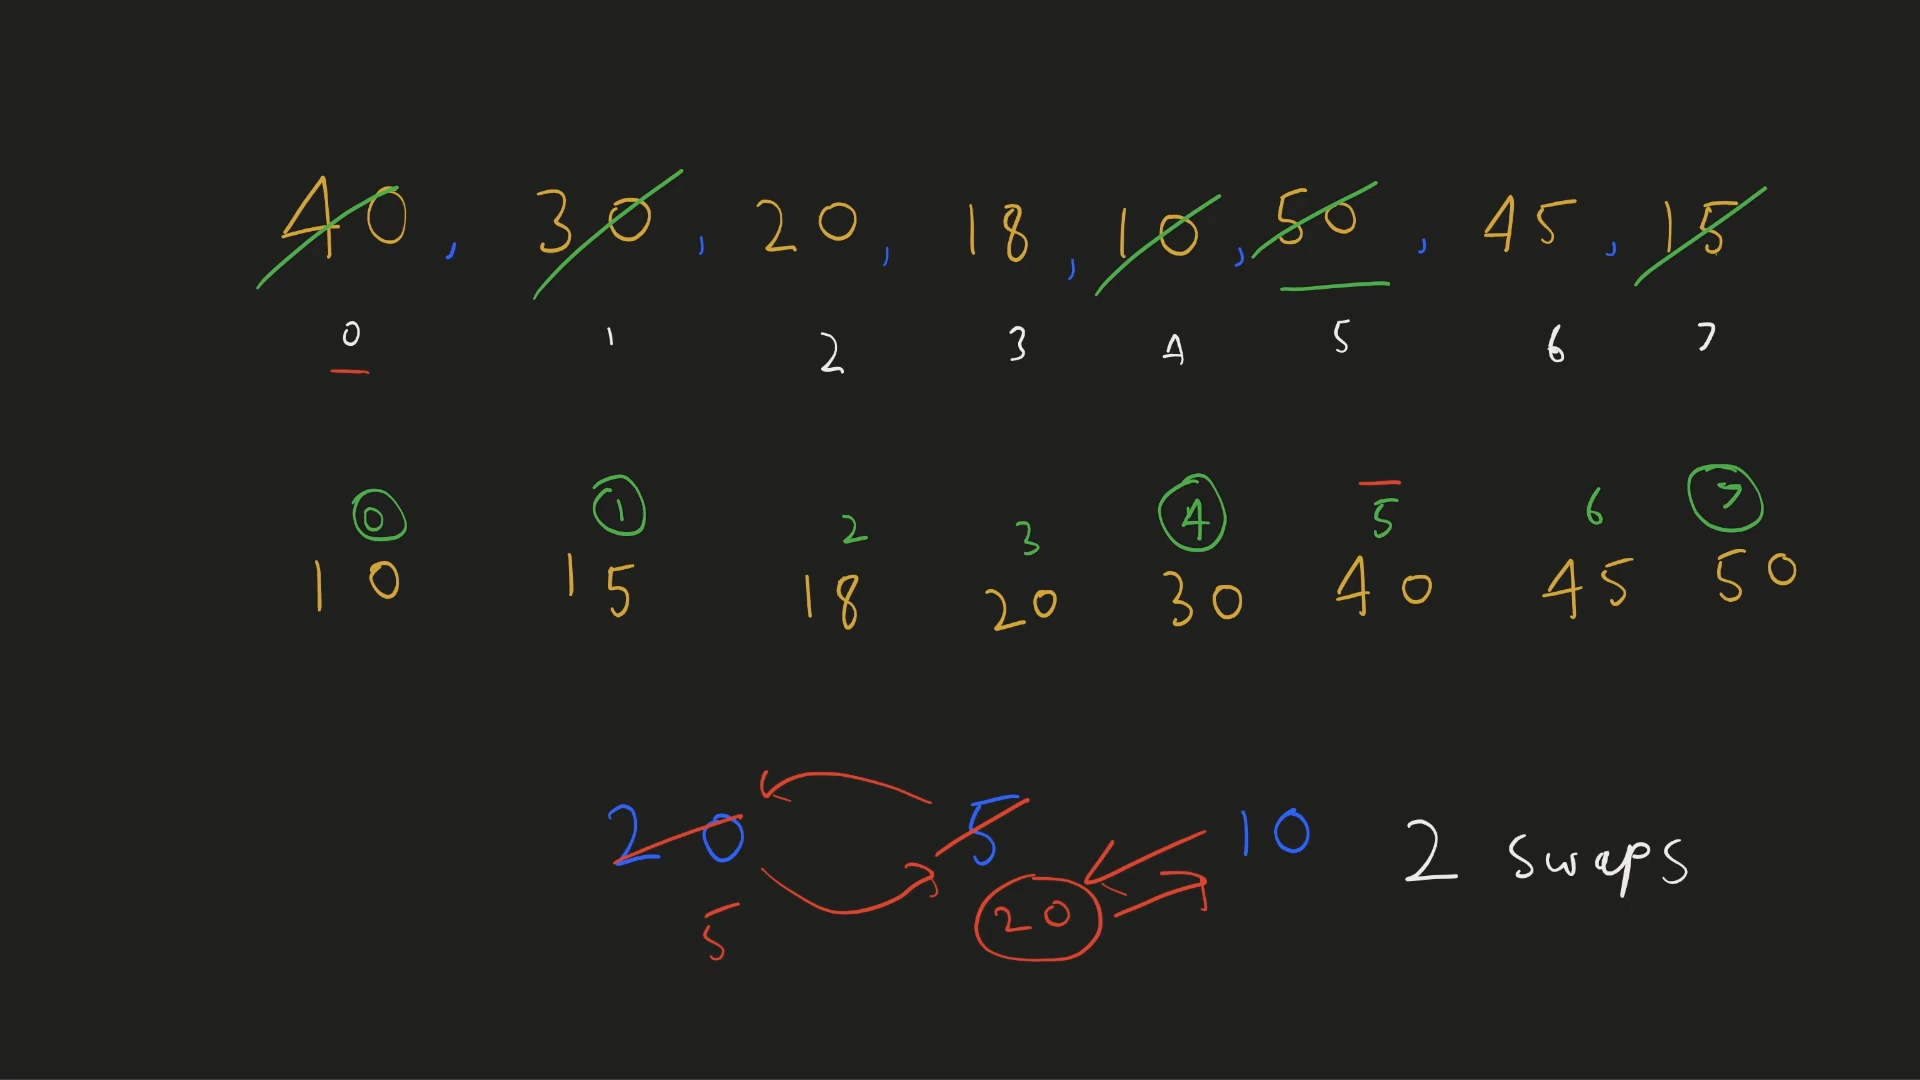 40, 30, 20, 18, 10, 50, 45, 15
0 1 2 3 4 5 6 7
0 1 2 3 4 5 6 7
10 15 18 20 30 40 45 50
20 5 10 2 swaps
5 20